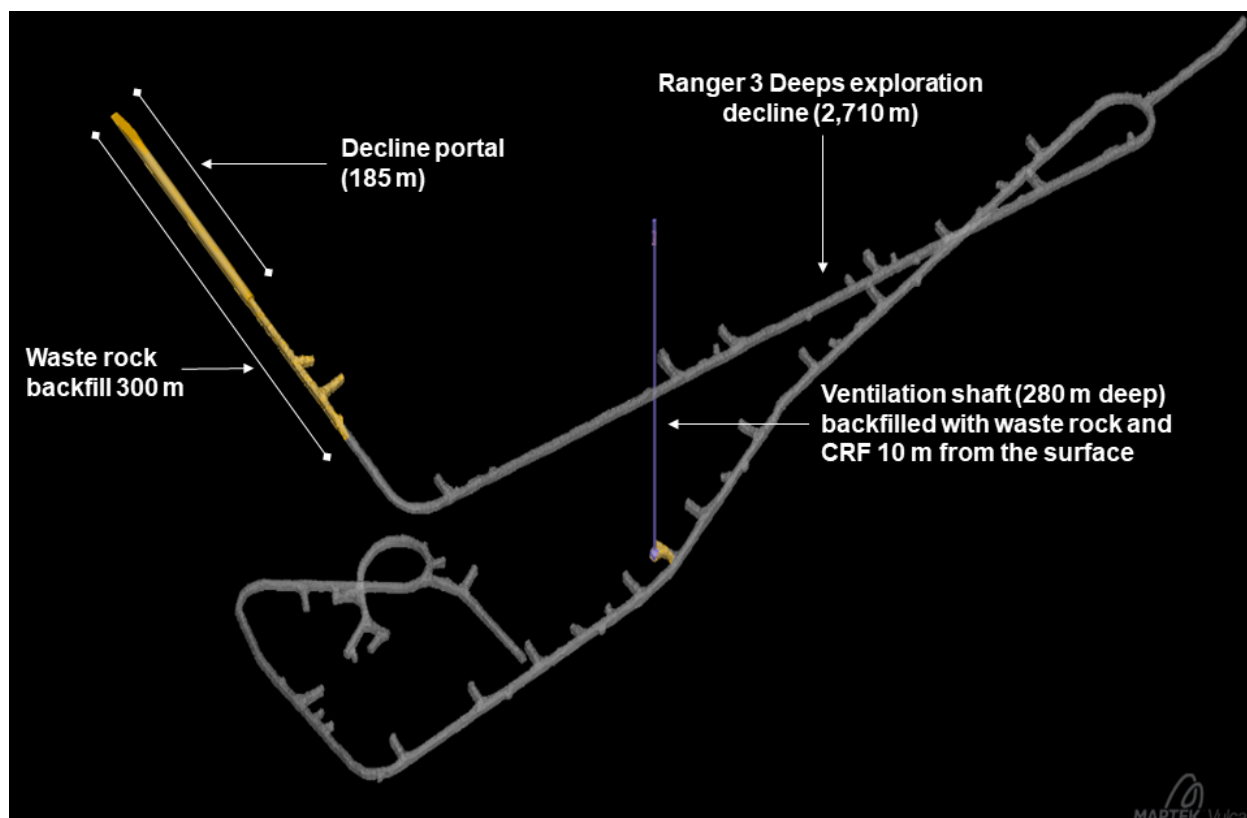 Ranger 3 Deeps exploration
decline (2,710 m)
Decline portal
(185 m)
Waste rock
backfill 300 m
Ventilation shaft (280 m deep)
backfilled with waste rock and
CRF 10 m from the surface
MAPTEK Vulca